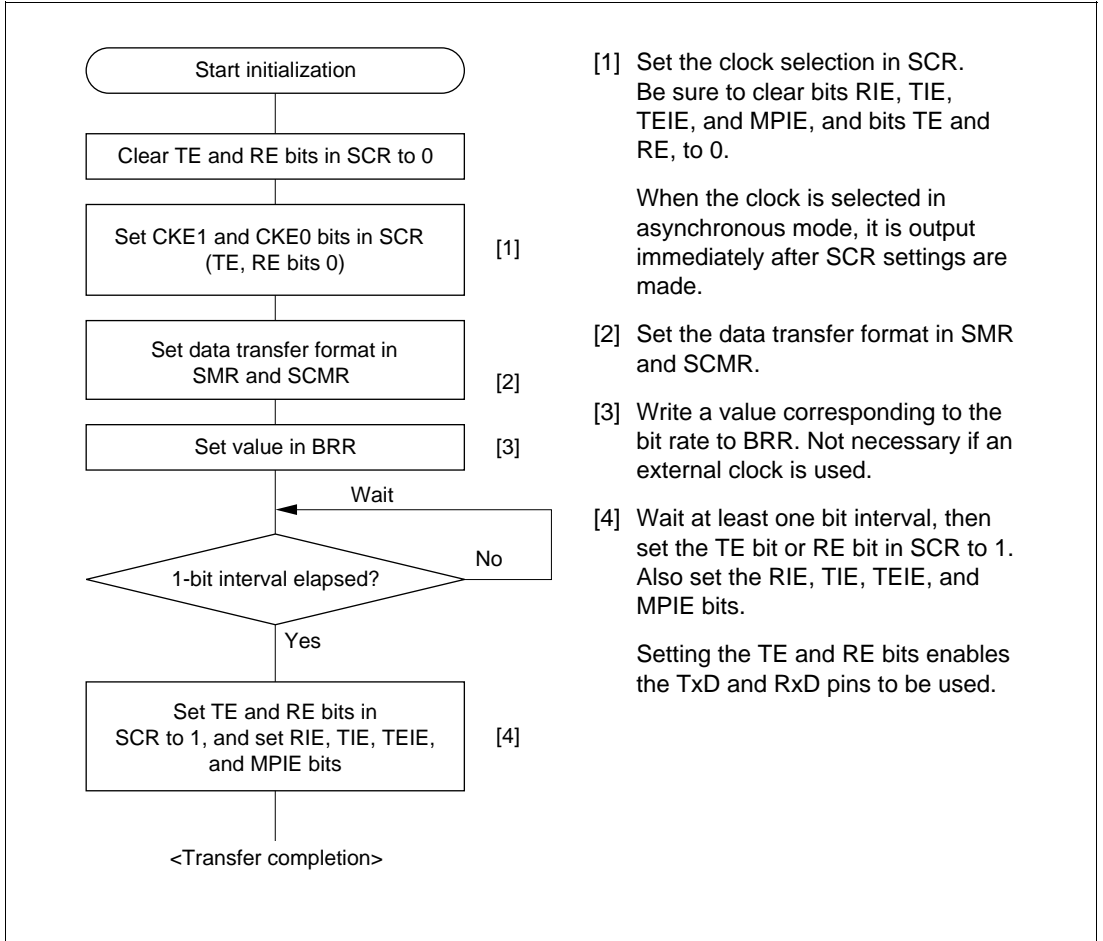 Start initialization
Clear TE and RE bits in SCR to 0
Set CKE1 and CKE0 bits in SCR
(TE, RE bits 0)
[1]
Set data transfer format in
SMR and SCMR
[2]
Set value in BRR
[3]
Wait
1-bit interval elapsed?
No
Yes
Set TE and RE bits in
SCR to 1, and set RIE, TIE, TEIE,
and MPIE bits
[4]
<Transfer completion>
[1] Set the clock selection in SCR.
Be sure to clear bits RIE, TIE,
TEIE, and MPIE, and bits TE and
RE, to 0.
When the clock is selected in
asynchronous mode, it is output
immediately after SCR settings are
made.
[2] Set the data transfer format in SMR
and SCMR.
[3] Write a value corresponding to the
bit rate to BRR. Not necessary if an
external clock is used.
[4] Wait at least one bit interval, then
set the TE bit or RE bit in SCR to 1.
Also set the RIE, TIE, TEIE, and
MPIE bits.
Setting the TE and RE bits enables
the TxD and RxD pins to be used.